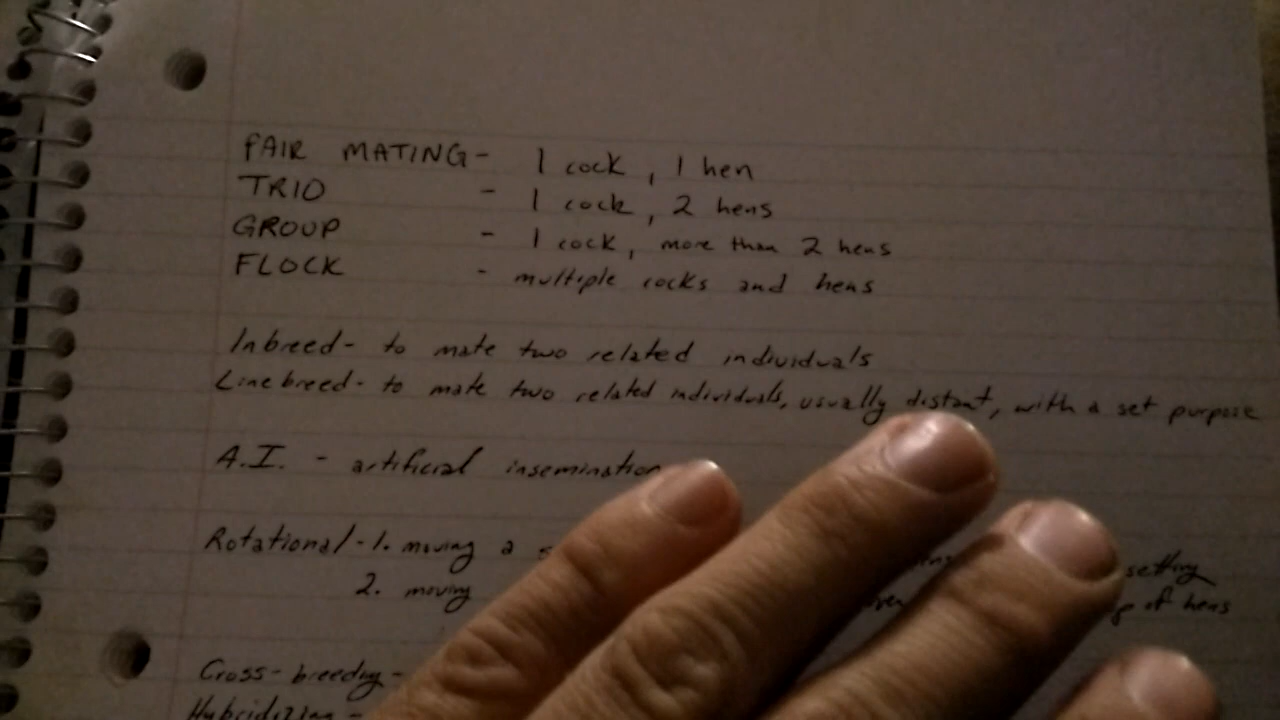 PAIR MATING - 1 cock, 1 hen
TRIO - 1 cock, 2 hens
GROUP - 1 cock, more than 2 hens
FLOCK - multiple cocks and hens
Inbreed - to mate two related individuals
Linebreed - to mate two related individuals, usually distant, with a set purpose
A.I. - artificial insemination
Rotational - 1. moving a setting
2. moving of hens
Cross-breeding -
Hybridizing -